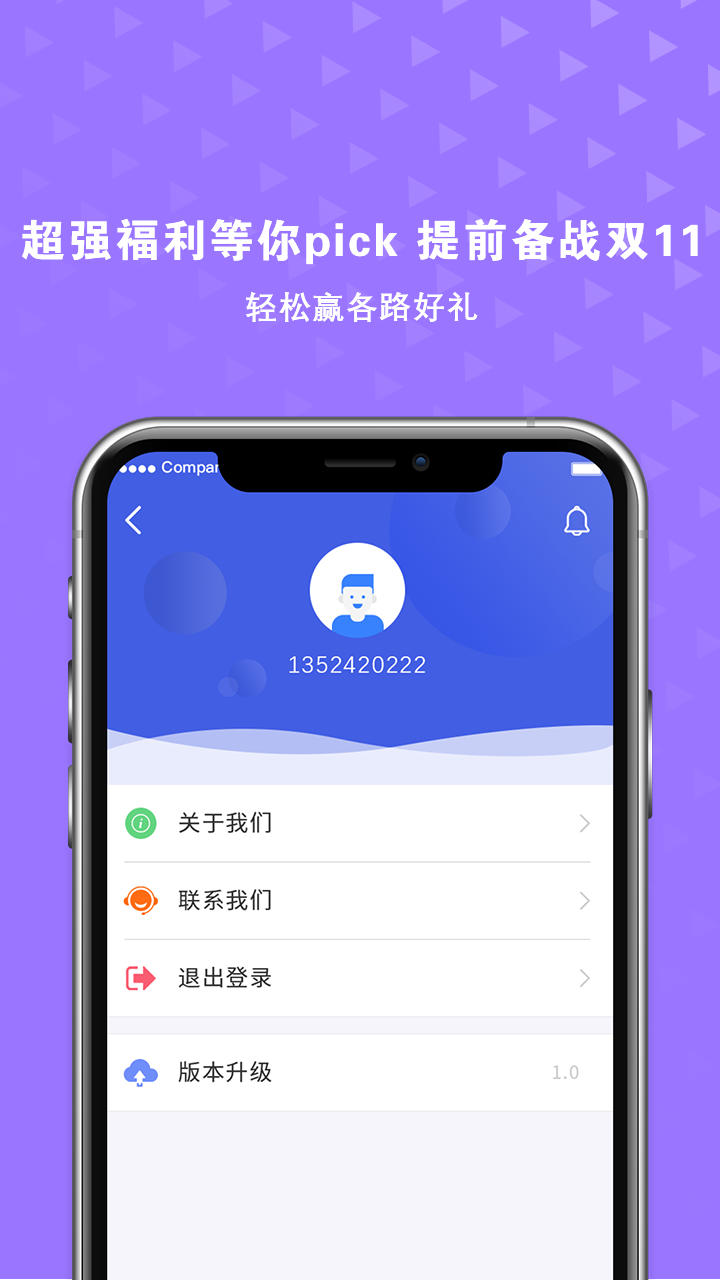 超强福利等你pick 提前备战双11
轻松赢各路好礼
Compan
1352420222
关于我们
联系我们
退出登录
版本升级 1.0